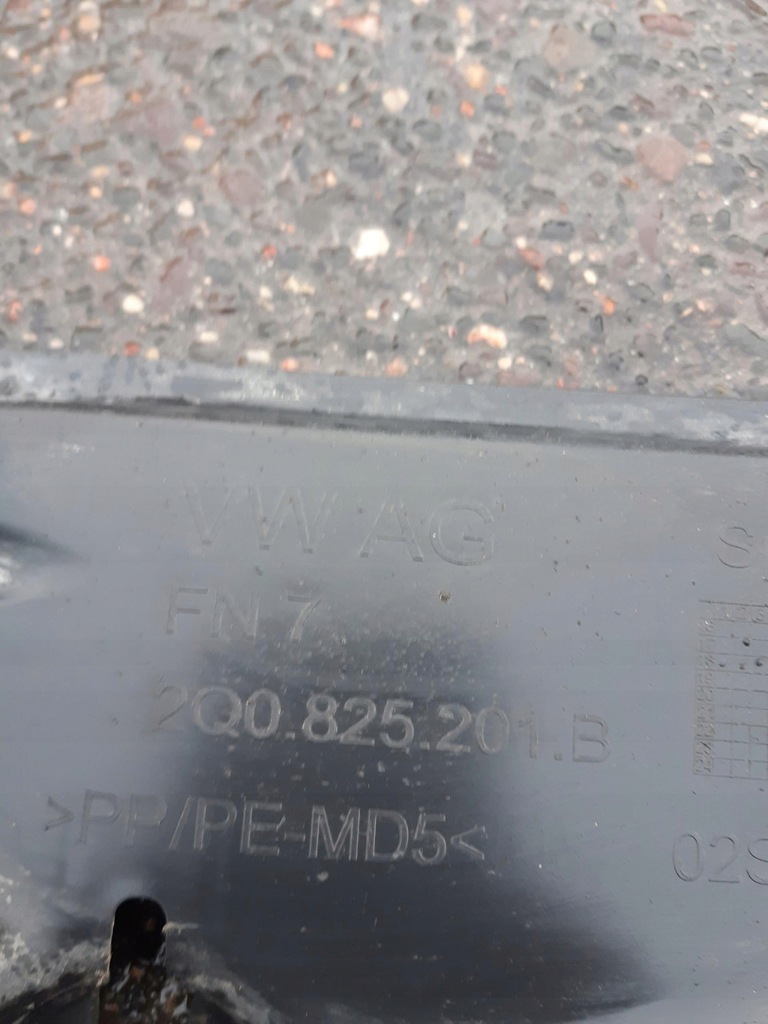 VW AG
FN 7
2Q0.825.201.B
>PP/PE-MD5<